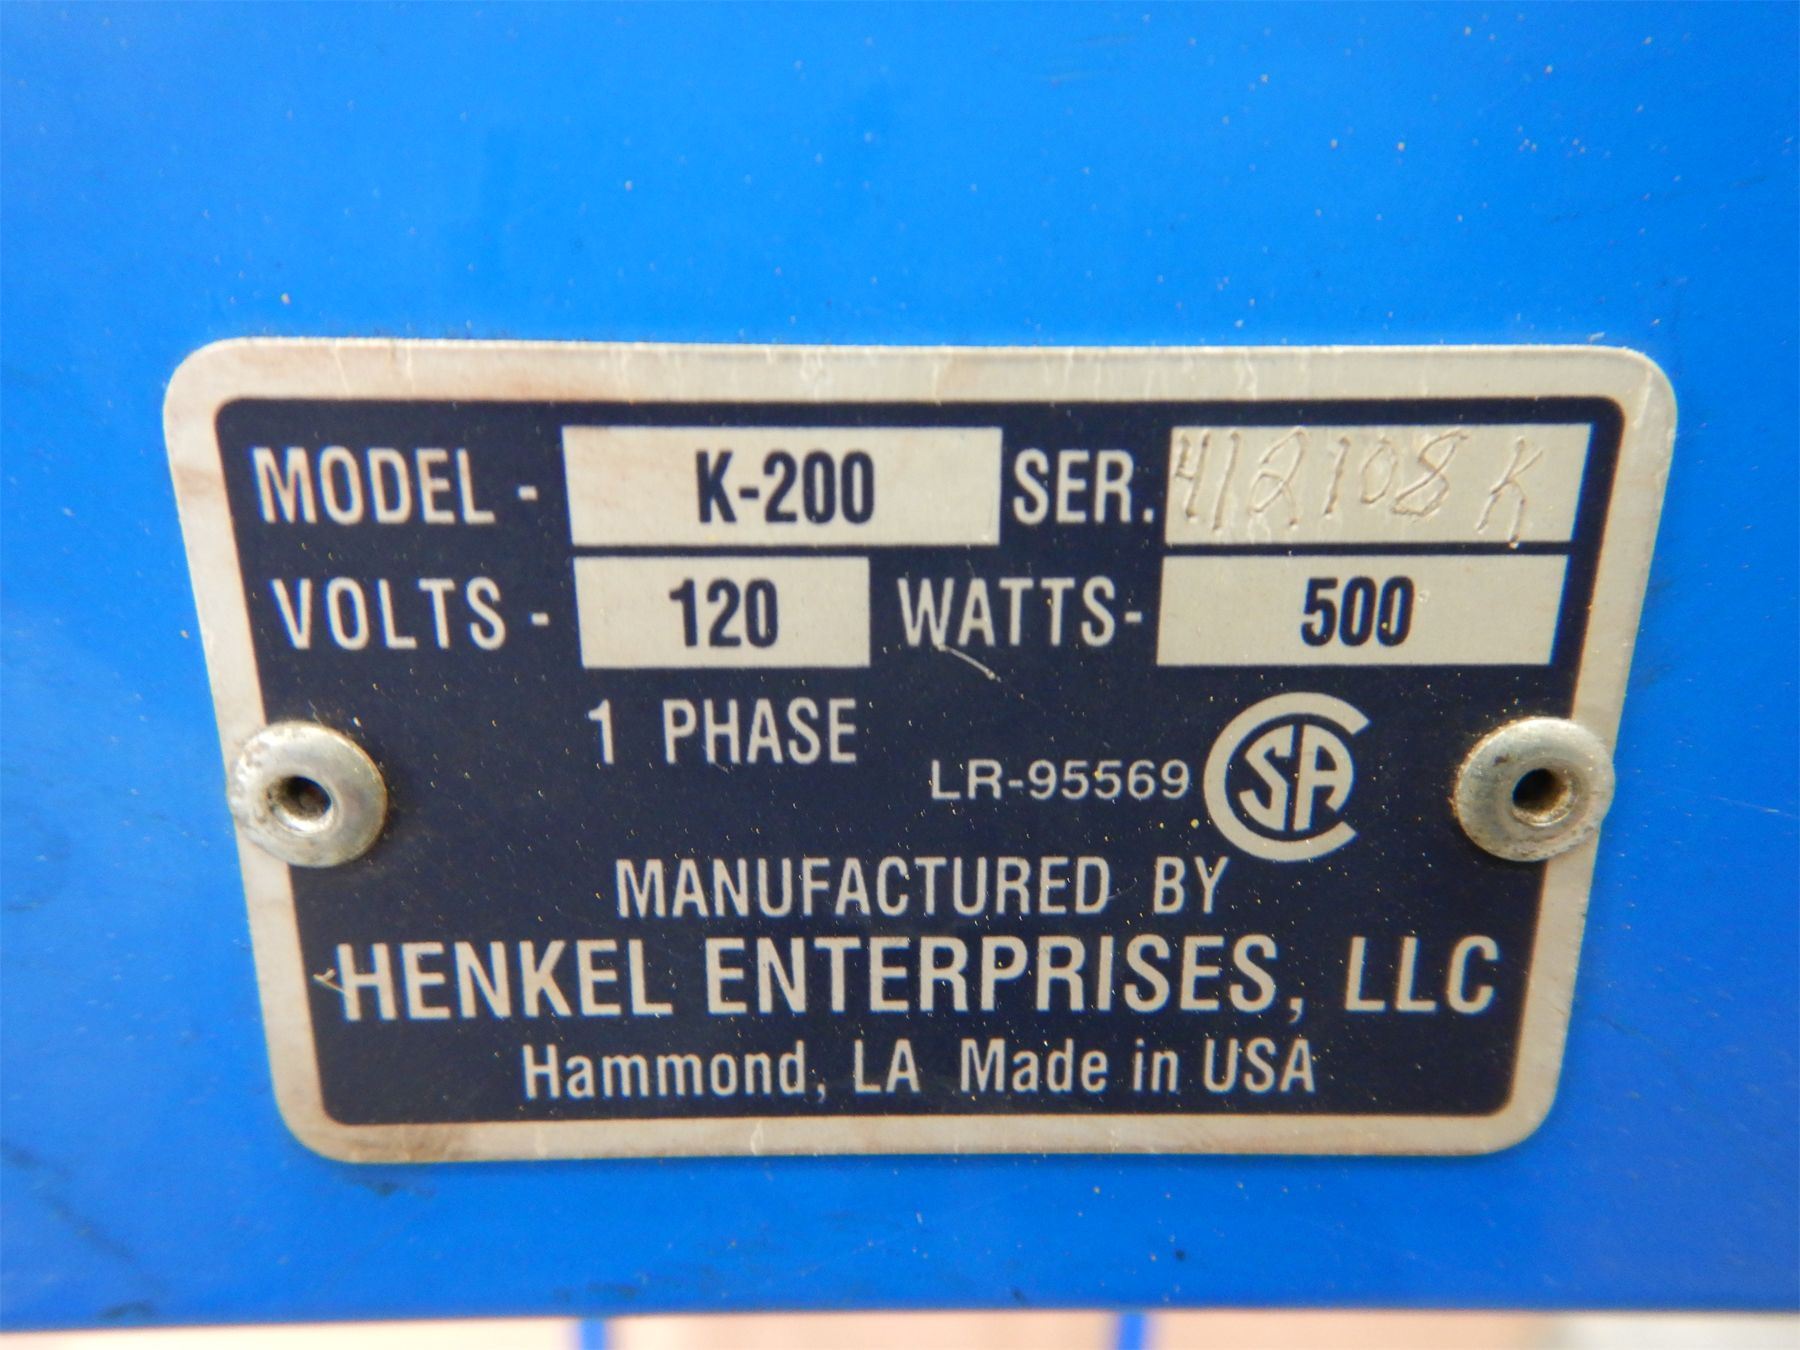 MODEL - K-200 SER. 412108 K
VOLTS - 120 WATTS- 500
1 PHASE
LR-95569 CSA
MANUFACTURED BY
HENKEL ENTERPRISES, LLC
Hammond, LA Made in USA